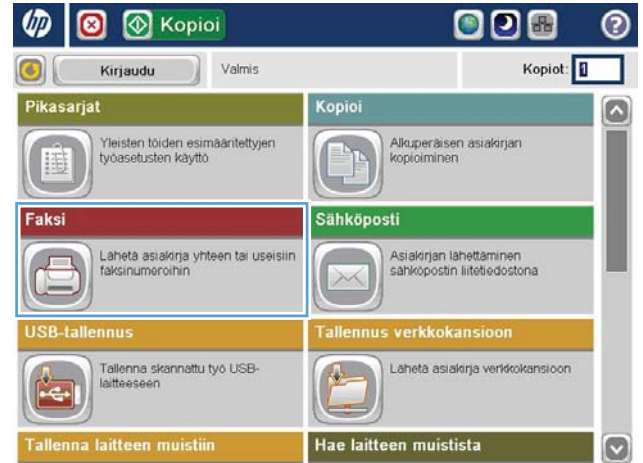 hp
Kopioi
?
Kirjaudu
Valmis
Kopiot: 1
Pikasarjat
Yleisten töiden esimääritettyjen
työasetusten käyttö
Kopioi
Alkuperäisen asiakirjan
kopioiminen
Faksi
Lähetä asiakirja yhteen tai useisiin
faksinumeroihin
Sähköposti
Asiakirjan lähettäminen
sähköpostin liitetiedostona
USB-tallennus
Tallenna skannattu työ USB-
laitteeseen
Tallennus verkkokansioon
Lähetä asiakirja verkkokansioon
Tallenna laitteen muistiin
Hae laitteen muistista